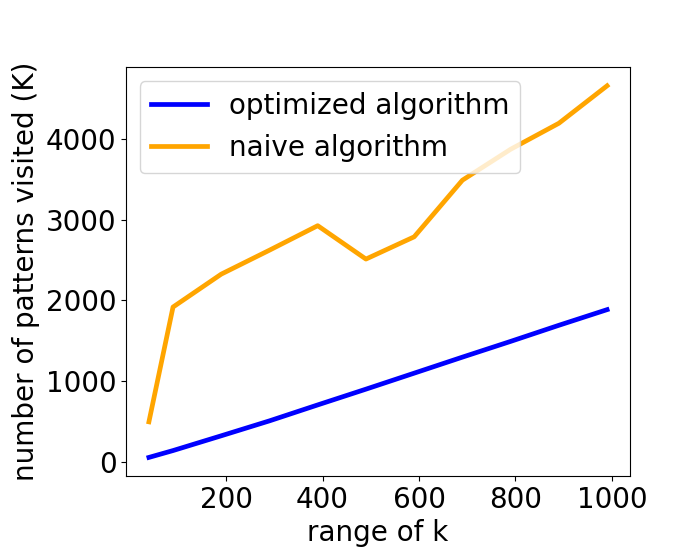 optimized algorithm
naive algorithm
number of patterns visited (K)
4000
3000
2000
1000
0
200
400
600
800
1000
range of k